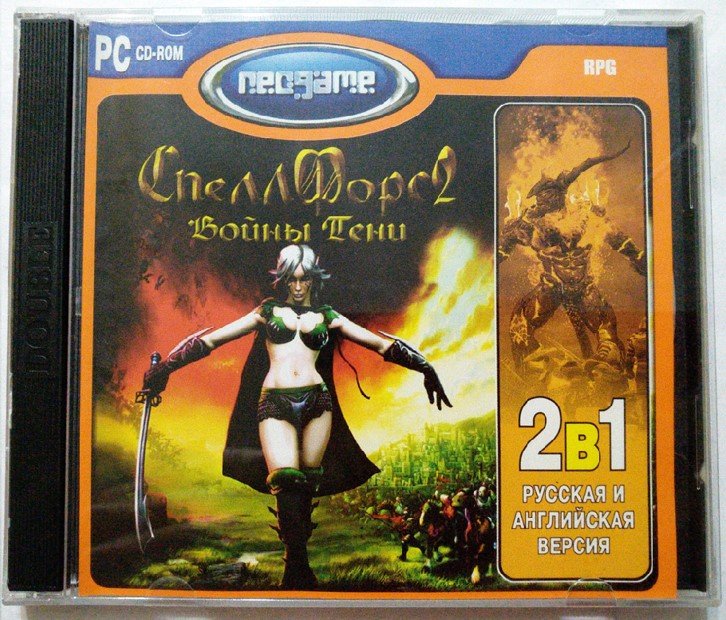 PC CD-ROM
neogame
RPG
СпеллФорс2
Войны Тени
2в1
РУССКАЯ И
АНГЛИЙСКАЯ
ВЕРСИЯ
DOUBLE